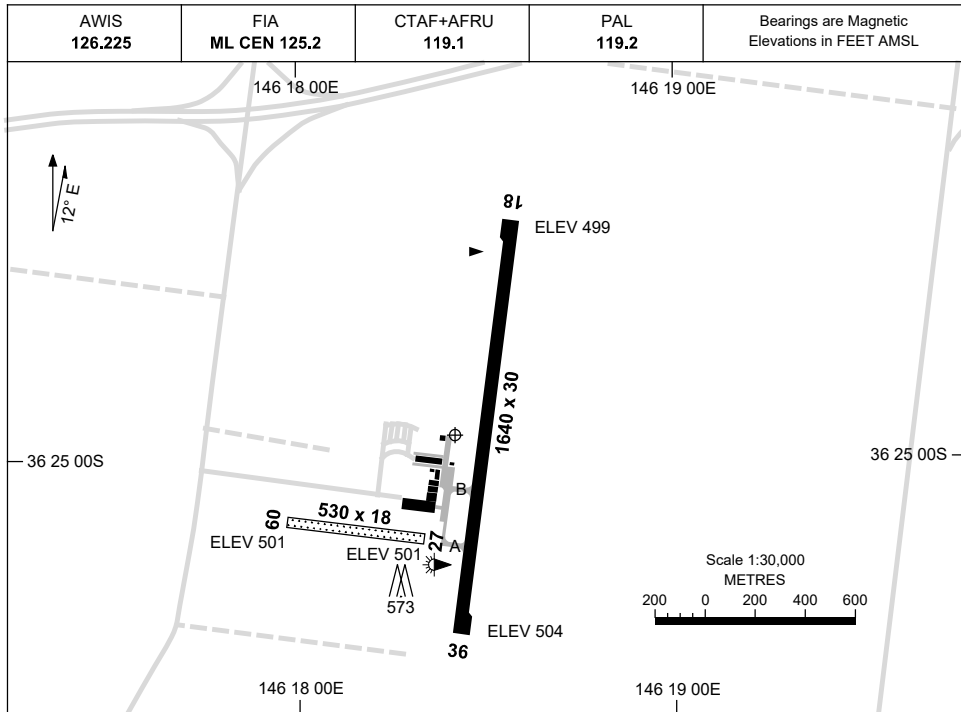 AWIS
126.225
FIA
ML CEN 125.2
CTAF+AFRU
119.1
PAL
119.2
Bearings are Magnetic
Elevations in FEET AMSL
146 18 00E
146 19 00E
12° E
18
ELEV 499
1640 x 30
36 25 00S
36 25 00S
B
530 x 18
09
27
A
ELEV 501
ELEV 501
573
Scale 1:30,000
METRES
200 0 200 400 600
ELEV 504
36
146 18 00E
146 19 00E